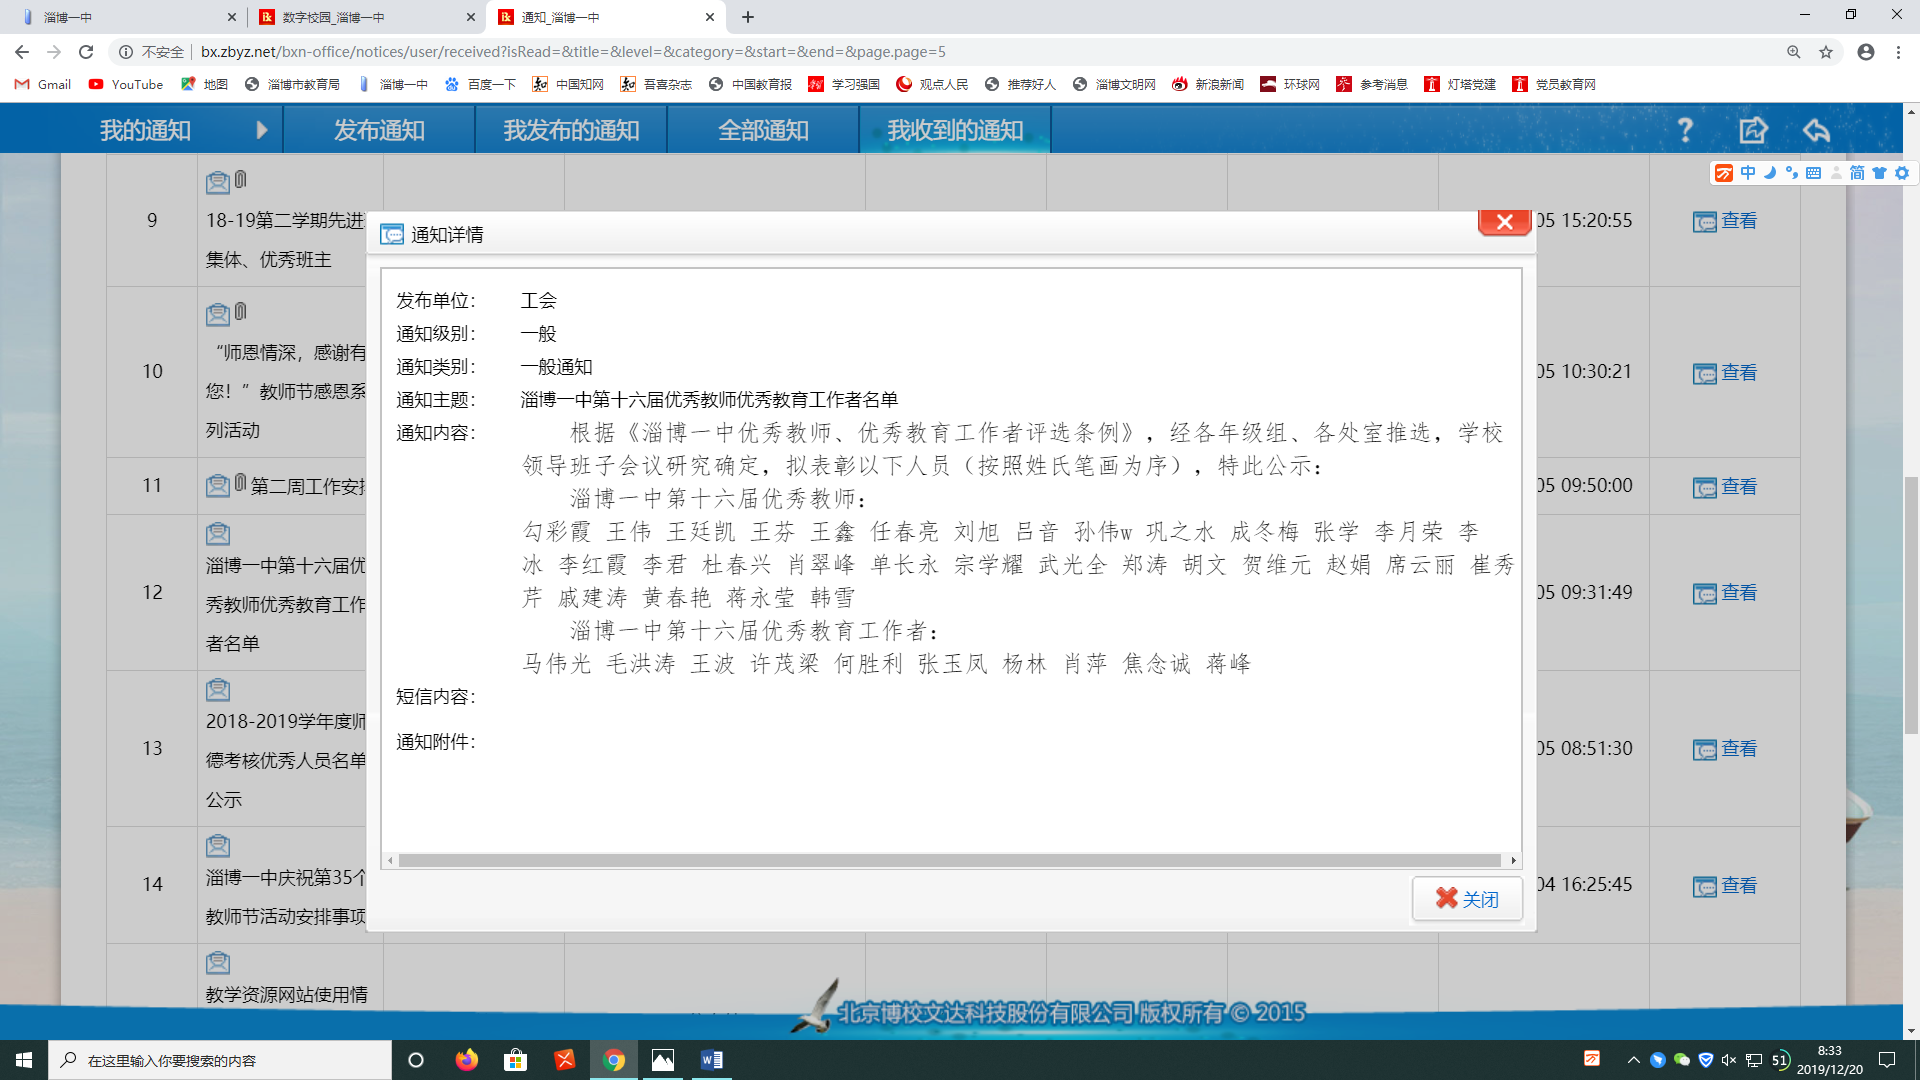 淄博一中
数字校园_淄博一中
通知_淄博一中
不安全
bx.zbyz.net/bxn-office/notices/user/received?isRead=&title=&level=&category=&start=&end=&page.page=5
Gmail YouTube 地图 淄博市教育局 淄博一中 百度一下 中国知网 吾喜杂志 中国教育报 学习强国 观点人民 推荐好人 淄博文明网 新浪新闻 环球网 参考消息 灯塔党建 党员教育网
我的通知 发布通知 我发布的通知 全部通知 我收到的通知
中 简
9
18-19第二学期先进
集体、优秀班主
05 15:20:55 查看
10
“师恩情深，感谢有
您！”教师节感恩系
列活动
05 10:30:21 查看
11 第二周工作安排
05 09:50:00 查看
12
淄博一中第十六届优
秀教师优秀教育工作
者名单
05 09:31:49 查看
13
2018-2019学年度师
德考核优秀人员名单
公示
05 08:51:30 查看
14
淄博一中庆祝第35个
教师节活动安排事项
04 16:25:45 查看
教学资源网站使用情
通知详情
发布单位： 工会
通知级别： 一般
通知类别： 一般通知
通知主题： 淄博一中第十六届优秀教师优秀教育工作者名单
通知内容： 根据《淄博一中优秀教师、优秀教育工作者评选条例》，经各年级组、各处室推选，学校
领导班子会议研究确定，拟表彰以下人员（按照姓氏笔画为序），特此公示：
淄博一中第十六届优秀教师：
勾彩霞 王伟 王廷凯 王芬 王鑫 任春亮 刘旭 吕音 孙伟w 巩之水 成冬梅 张学 李月荣 李
冰 李红霞 李君 杜春兴 肖翠峰 单长永 宗学耀 武光全 郑涛 胡文 贺维元 赵娟 席云丽 崔秀
芹 戚建涛 黄春艳 蒋永莹 韩雪
淄博一中第十六届优秀教育工作者：
马伟光 毛洪涛 王波 许茂梁 何胜利 张玉凤 杨林 肖萍 焦念诚 蒋峰
短信内容：
通知附件：
关闭
北京博校文达科技股份有限公司 版权所有 © 2015
在这里输入你要搜索的内容
51
8:33
2019/12/20